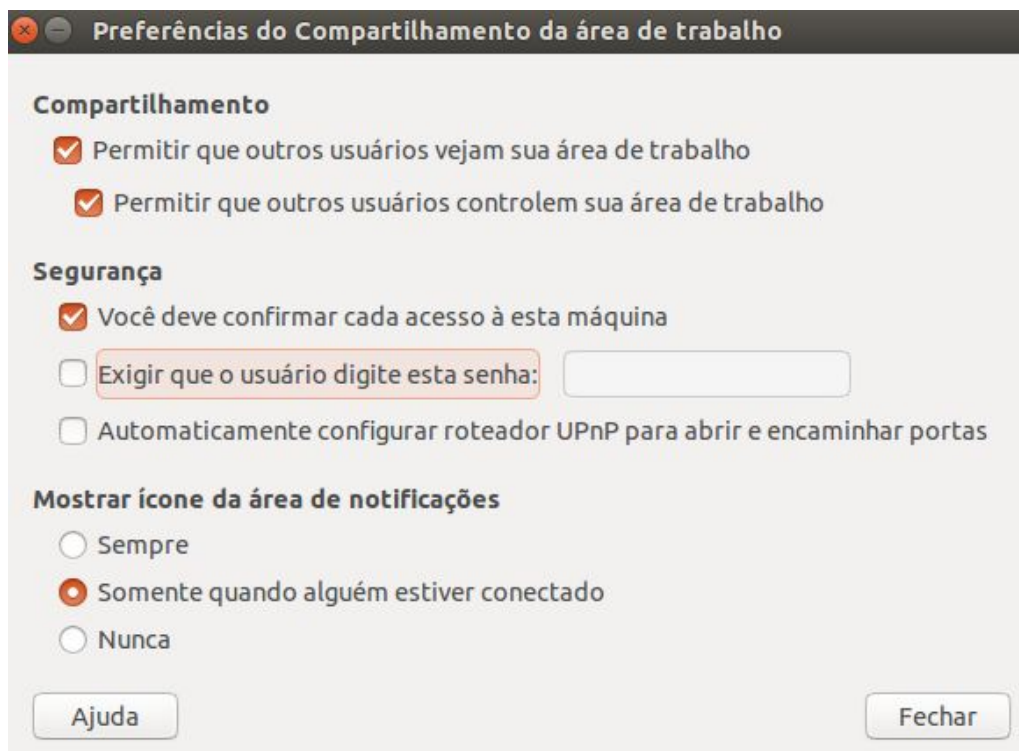 Preferências do Compartilhamento da área de trabalho
Compartilhamento
Permitir que outros usuários vejam sua área de trabalho
Permitir que outros usuários controlem sua área de trabalho
Segurança
Você deve confirmar cada acesso à esta máquina
Exigir que o usuário digite esta senha:
Automaticamente configurar roteador UPnP para abrir e encaminhar portas
Mostrar ícone da área de notificações
Sempre
Somente quando alguém estiver conectado
Nunca
Ajuda Fechar